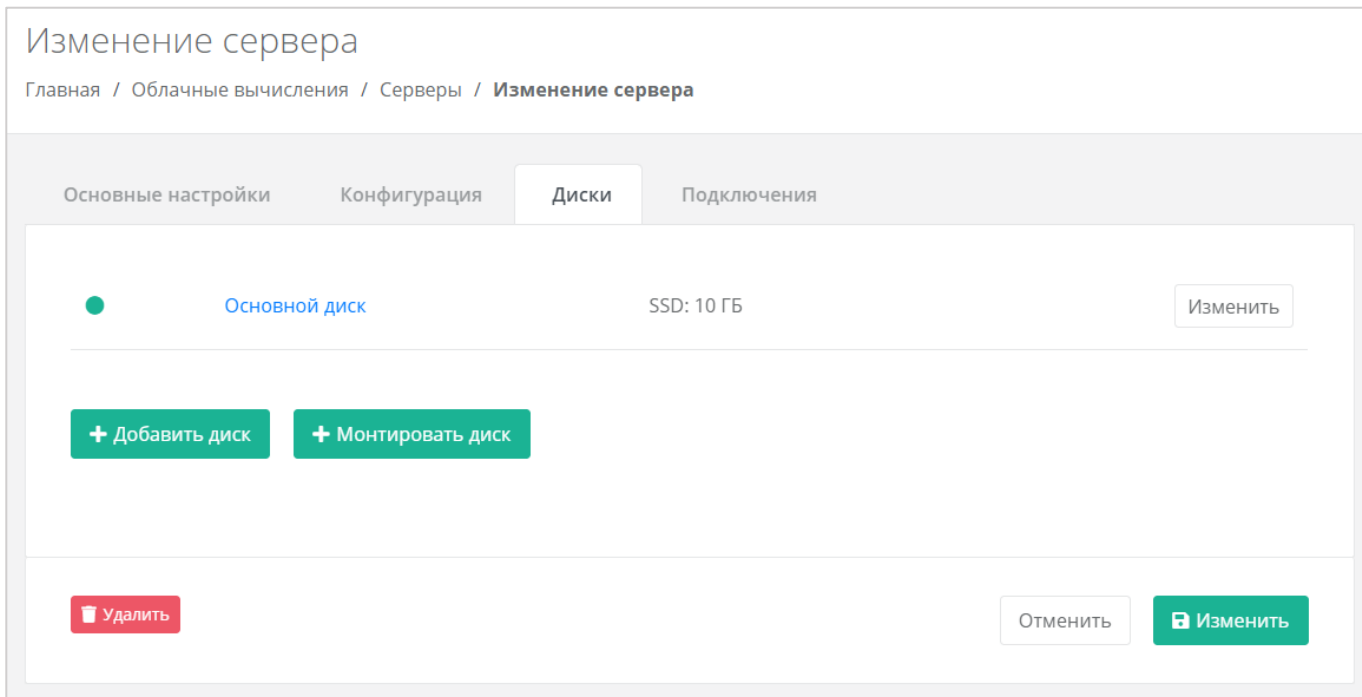 Изменение сервера
Главная / Облачные вычисления / Серверы / Изменение сервера
Основные настройки Конфигурация Диски Подключения
Основной диск SSD: 10 ГБ Изменить
+ Добавить диск + Монтировать диск
Удалить Отменить Изменить